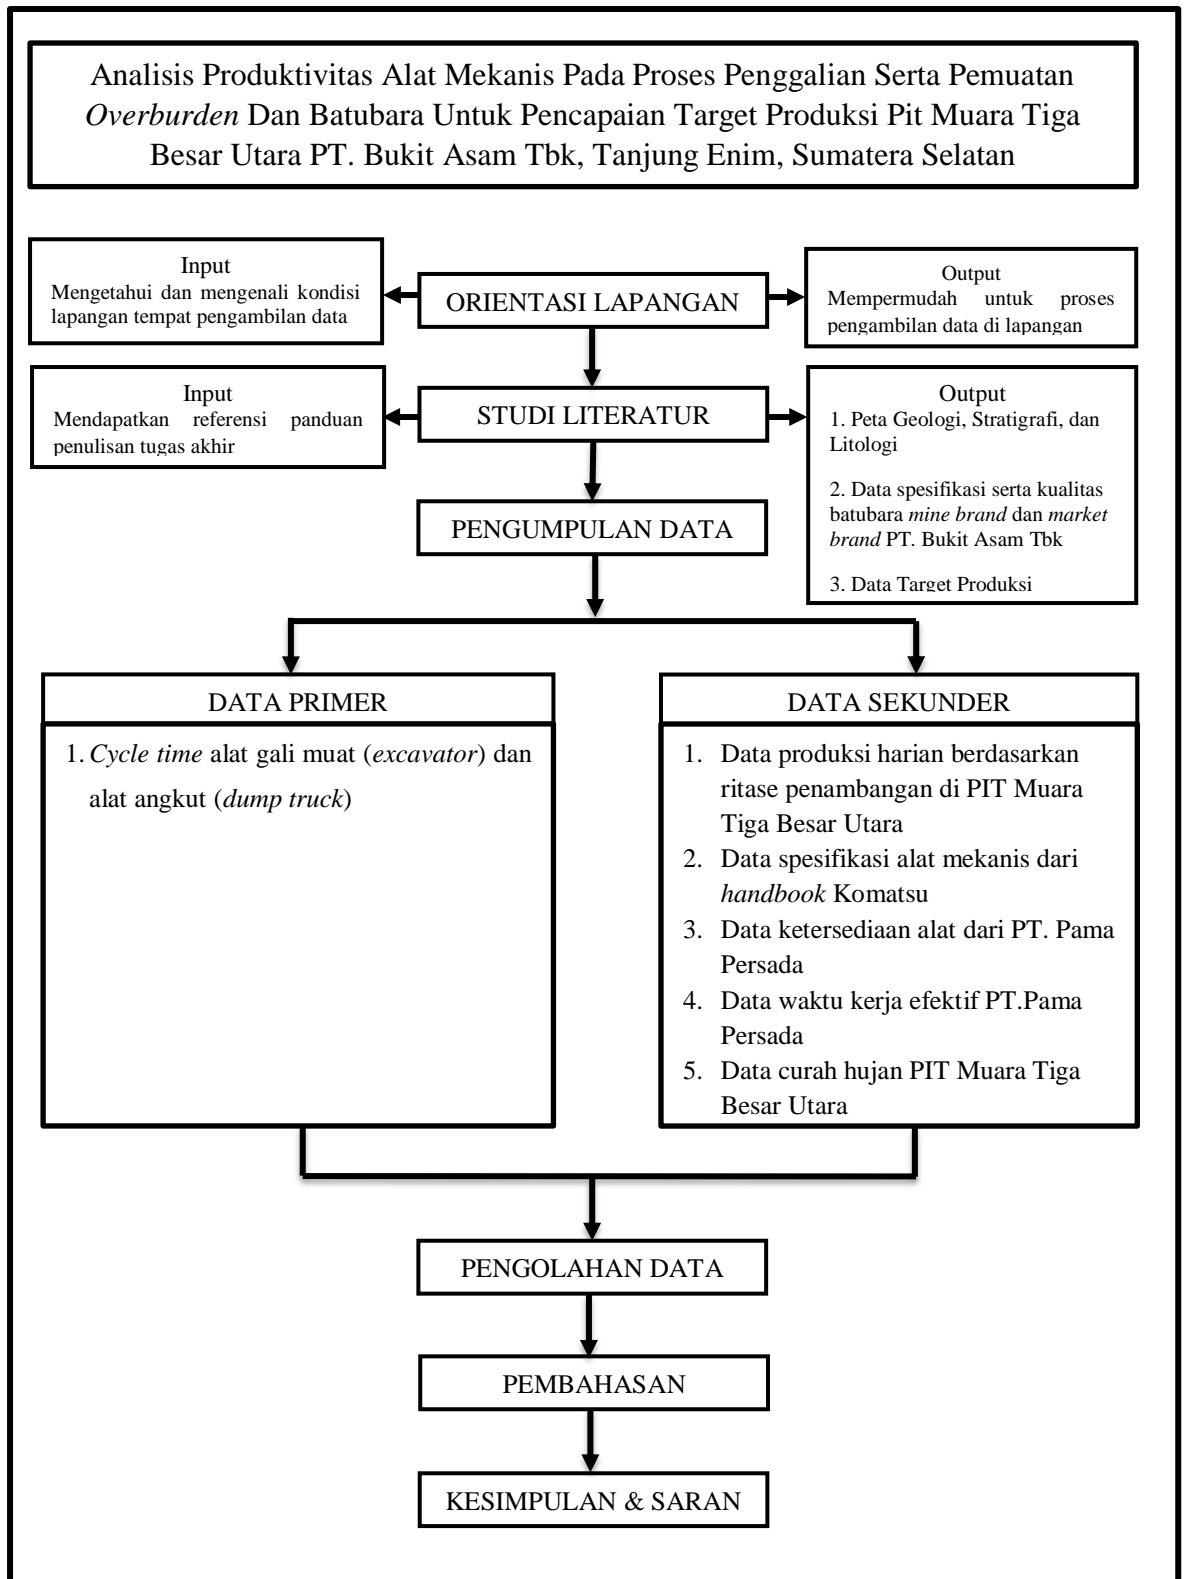 Analisis Produktivitas Alat Mekanis Pada Proses Penggalian Serta Pemuatan
Overburden Dan Batubara Untuk Pencapaian Target Produksi Pit Muara Tiga
Besar Utara PT. Bukit Asam Tbk, Tanjung Enim, Sumatera Selatan
Input
Mengetahui dan mengenali kondisi
lapangan tempat pengambilan data
ORIENTASI LAPANGAN
Output
Mempermudah untuk proses
pengambilan data di lapangan
Input
Mendapatkan referensi panduan
penulisan tugas akhir
STUDI LITERATUR
Output
1. Peta Geologi, Stratigrafi, dan
Litologi
2. Data spesifikasi serta kualitas
batubara mine brand dan market
brand PT. Bukit Asam Tbk
3. Data Target Produksi
PENGUMPULAN DATA
DATA PRIMER
1. Cycle time alat gali muat (excavator) dan
alat angkut (dump truck)
DATA SEKUNDER
1. Data produksi harian berdasarkan
ritase penambangan di PIT Muara
Tiga Besar Utara
2. Data spesifikasi alat mekanis dari
handbook Komatsu
3. Data ketersediaan alat dari PT. Pama
Persada
4. Data waktu kerja efektif PT.Pama
Persada
5. Data curah hujan PIT Muara Tiga
Besar Utara
PENGOLAHAN DATA
PEMBAHASAN
KESIMPULAN & SARAN